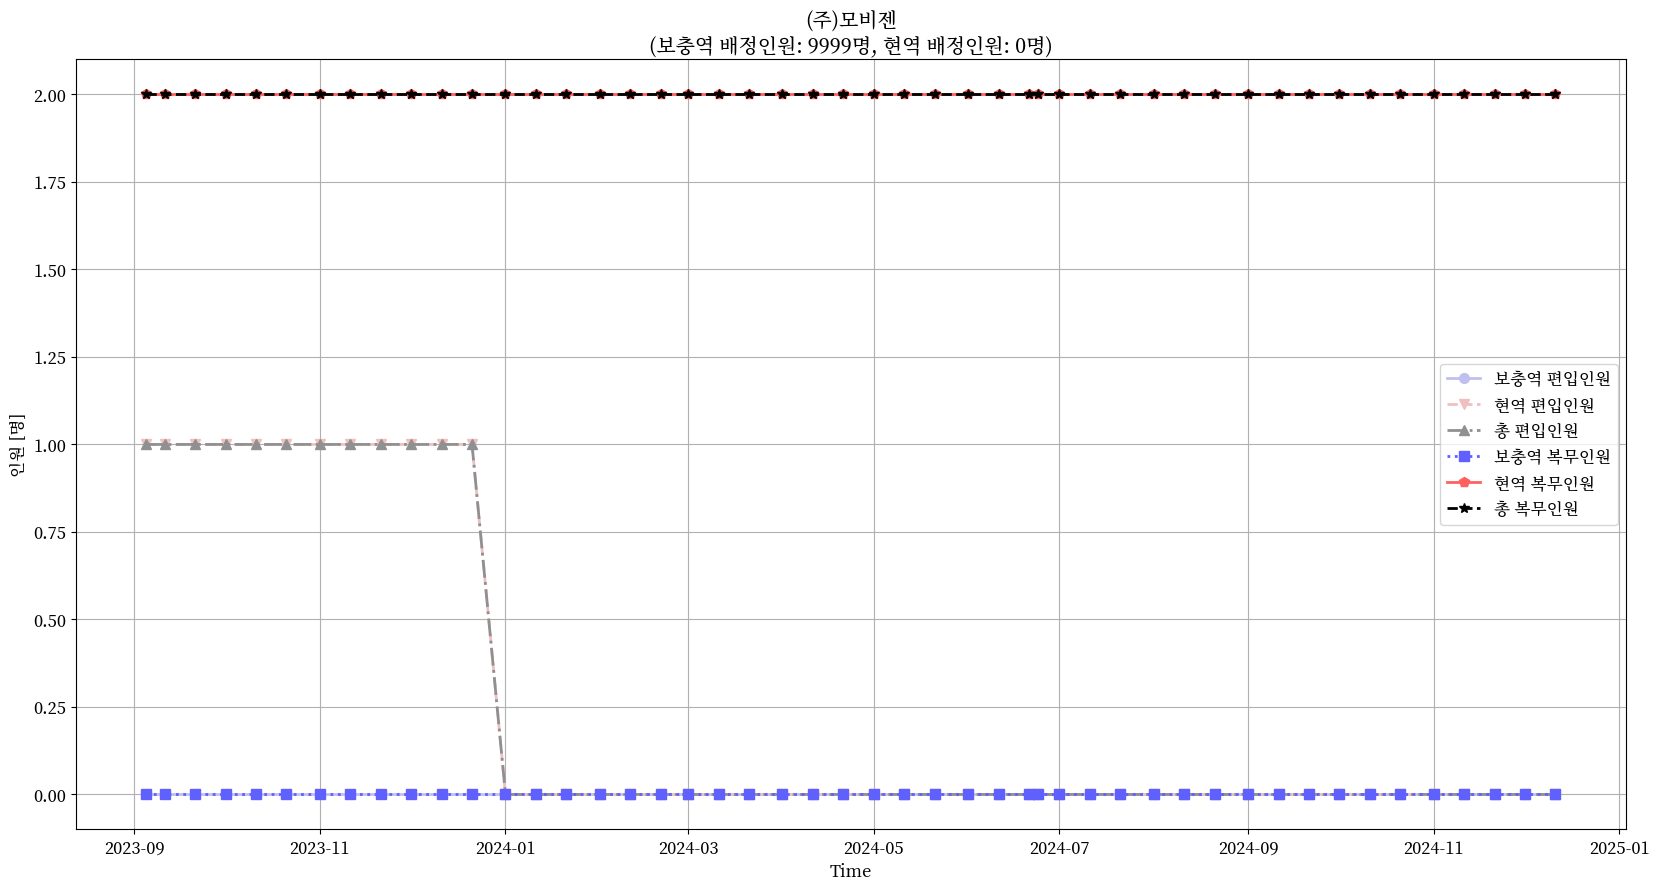 (주)모비젠
(보충역 배정인원: 9999명, 현역 배정인원: 0명)
인원 [명]
2.00
1.75
1.50
1.25
1.00
0.75
0.50
0.25
0.00
보충역 편입인원
현역 편입인원
총 편입인원
보충역 복무인원
현역 복무인원
총 복무인원
2023-09
2023-11
2024-01
2024-03
2024-05
2024-07
2024-09
2024-11
2025-01
Time